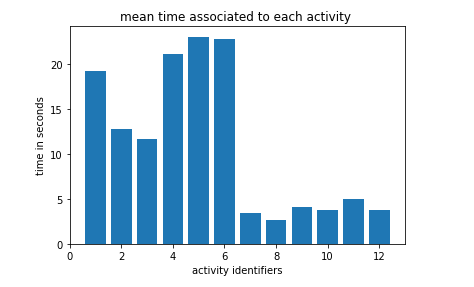 mean time associated to each activity
time in seconds
20
15
10
5
0
0 2 4 6 8 10 12
activity identifiers